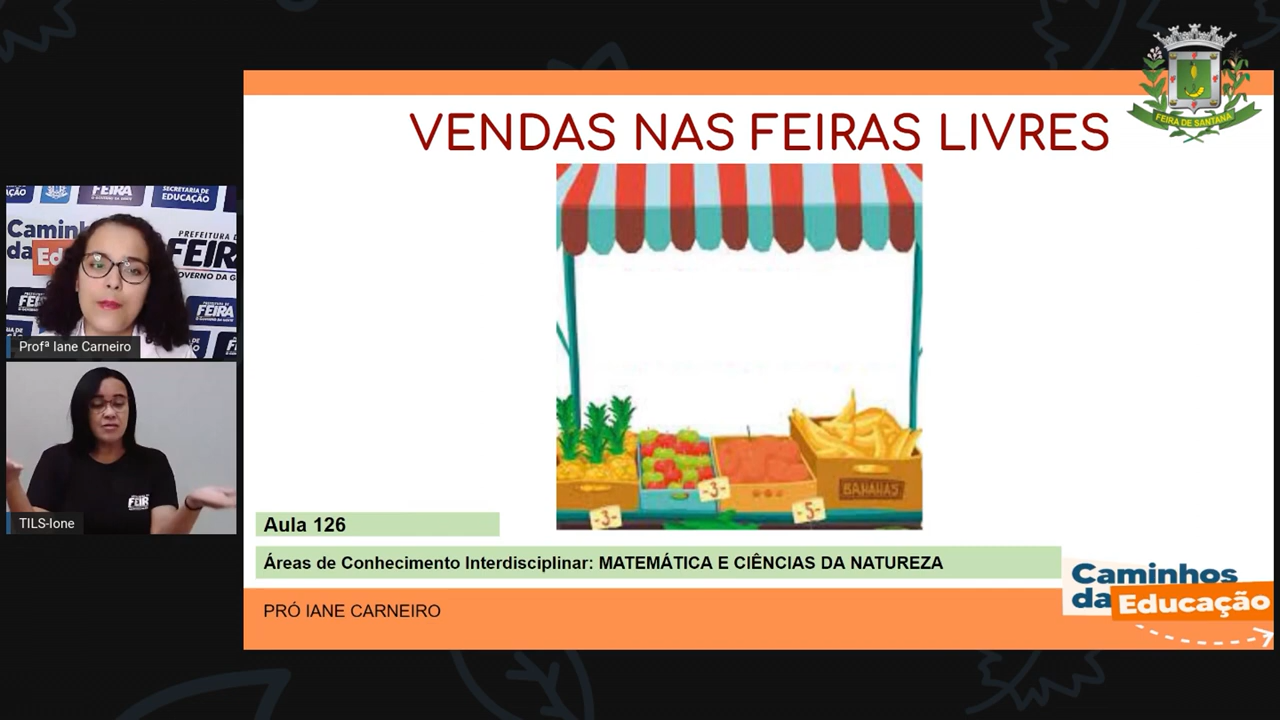 VENDAS NAS FEIRAS LIVRES
FEIRA DE SANTANA
-3-
-3-
-5-
BANANAS
Aula 126
Áreas de Conhecimento Interdisciplinar: MATEMÁTICA E CIÊNCIAS DA NATUREZA
PRÓ IANE CARNEIRO
Caminhos
da Educação
FEIRA
SECRETARIA DE
EDUCAÇÃO
PREFEITURA
FEIRA
Profª Iane Carneiro
TILS-Ione